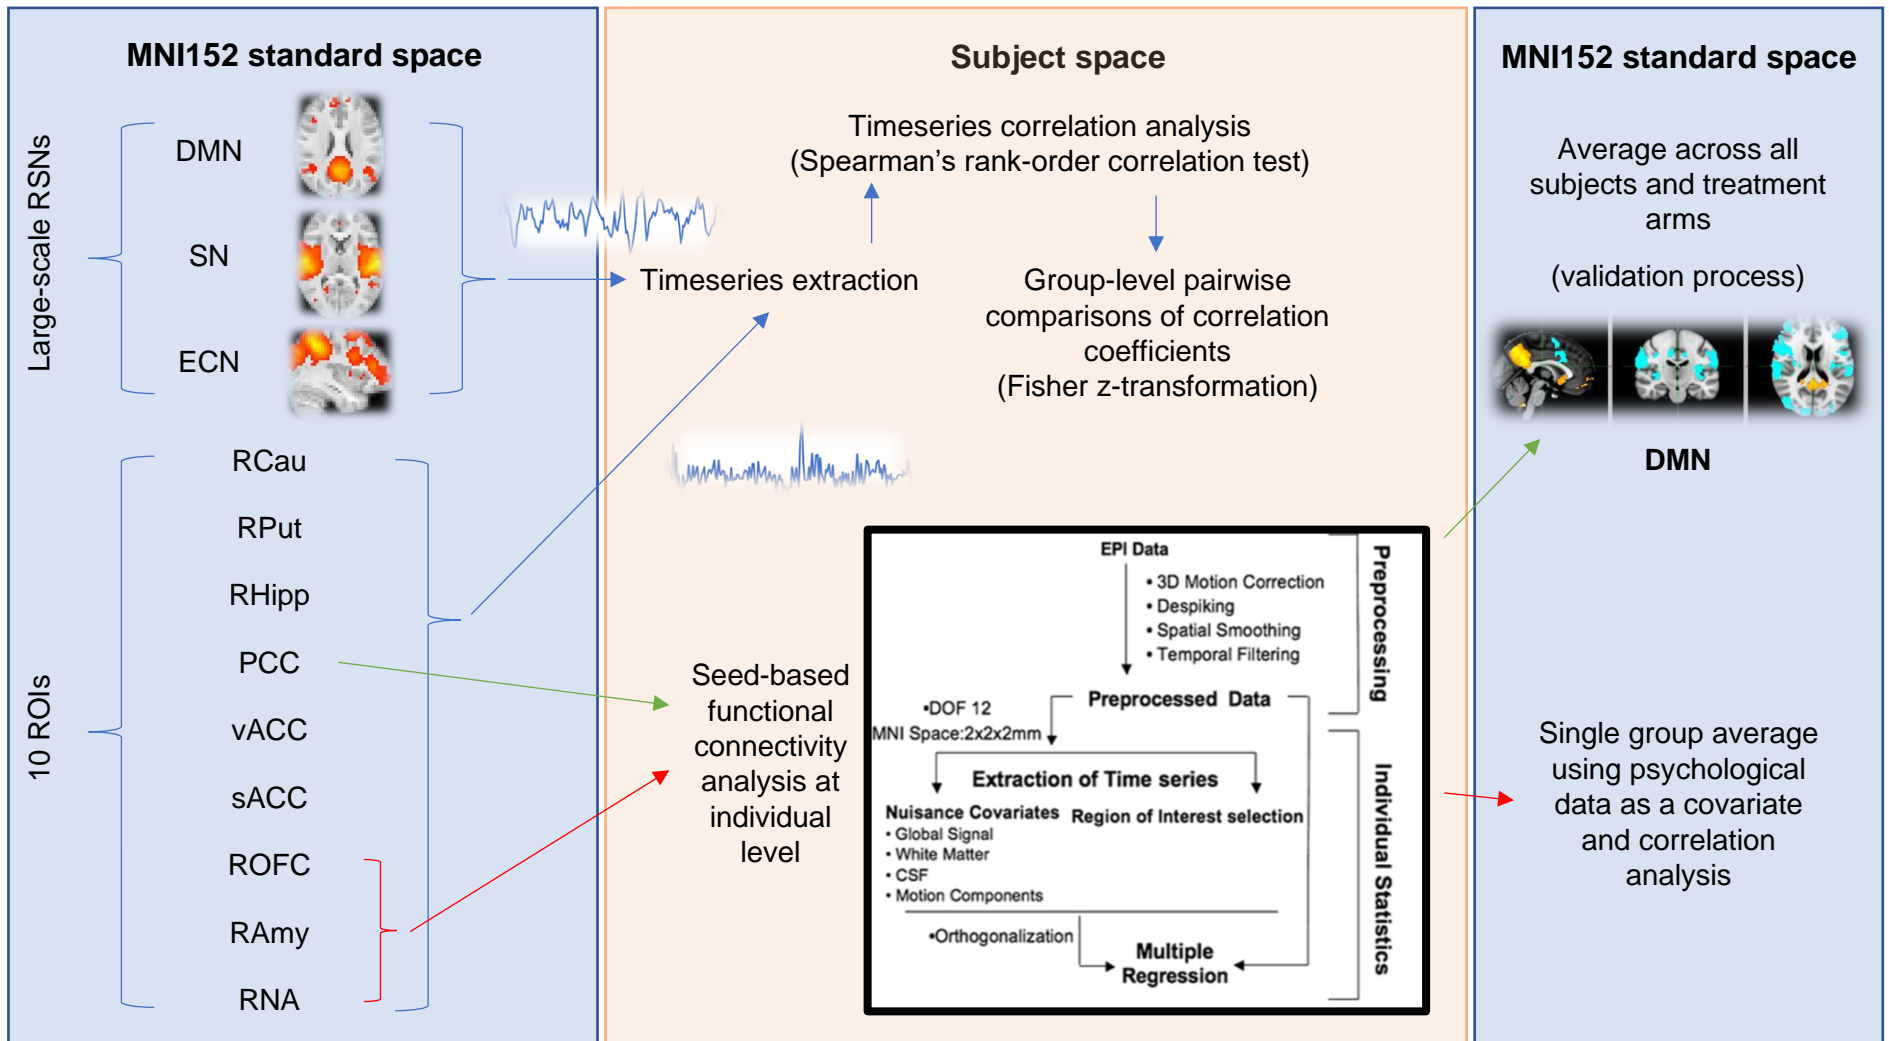 MNI152 standard space
Large-scale RSNs
DMN
SN
ECN
10 ROIs
RCau
RPut
RHipp
PCC
vACC
sACC
ROFC
RAmy
RNA
Subject space
Timeseries correlation analysis
(Spearman’s rank-order correlation test)
Timeseries extraction
Group-level pairwise
comparisons of correlation
coefficients
(Fisher z-transformation)
Seed-based
functional
connectivity
analysis at
individual
level
EPI Data
• 3D Motion Correction
• Despiking
• Spatial Smoothing
• Temporal Filtering
Preprocessing
Preprocessed Data
•DOF 12
MNI Space:2x2x2mm
Extraction of Time series
Nuisance Covariates
• Global Signal
• White Matter
• CSF
• Motion Components
Region of Interest selection
•Orthogonalization
Multiple
Regression
Individual Statistics
MNI152 standard space
Average across all
subjects and treatment
arms
(validation process)
DMN
Single group average
using psychological
data as a covariate
and correlation
analysis